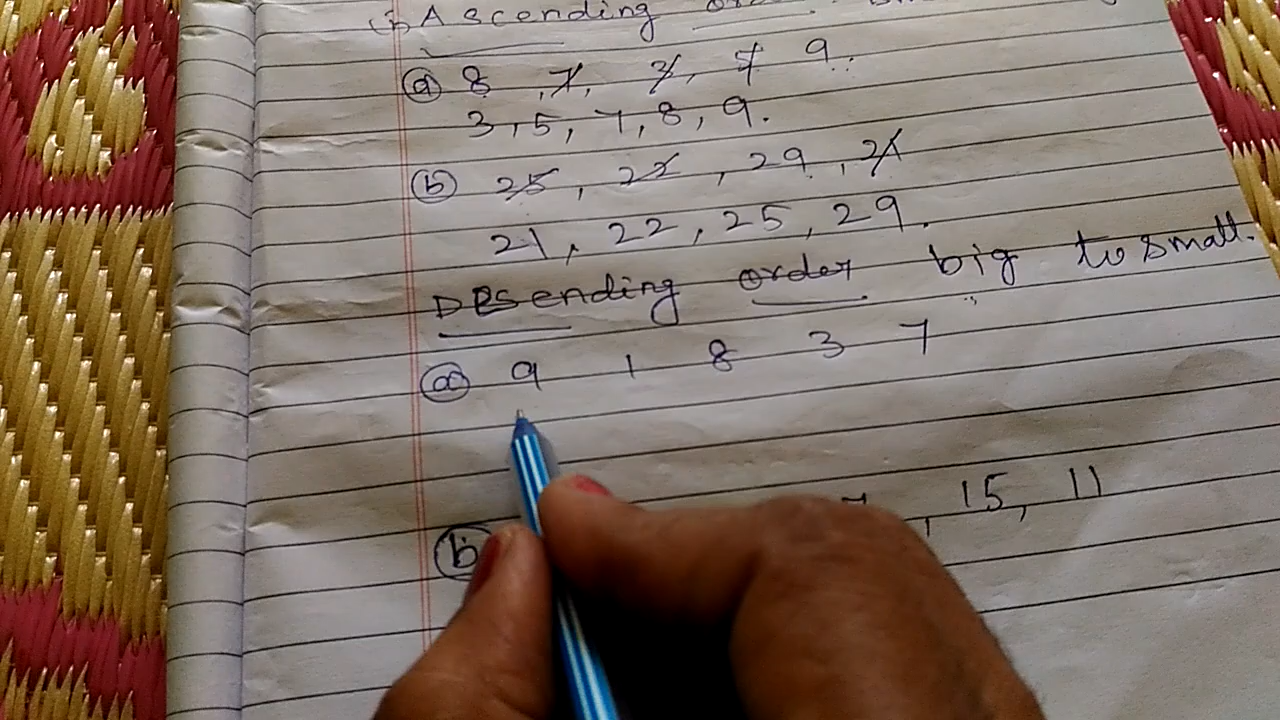 (i) Ascending
(a) 8, 7, 3, 5 9.
3, 5, 7, 8, 9.
(b) 25, 22, 29, 21
21, 22, 25, 29.
Desending order big to small.
(a) 9 1 8 3 7
(b) , 15, 11